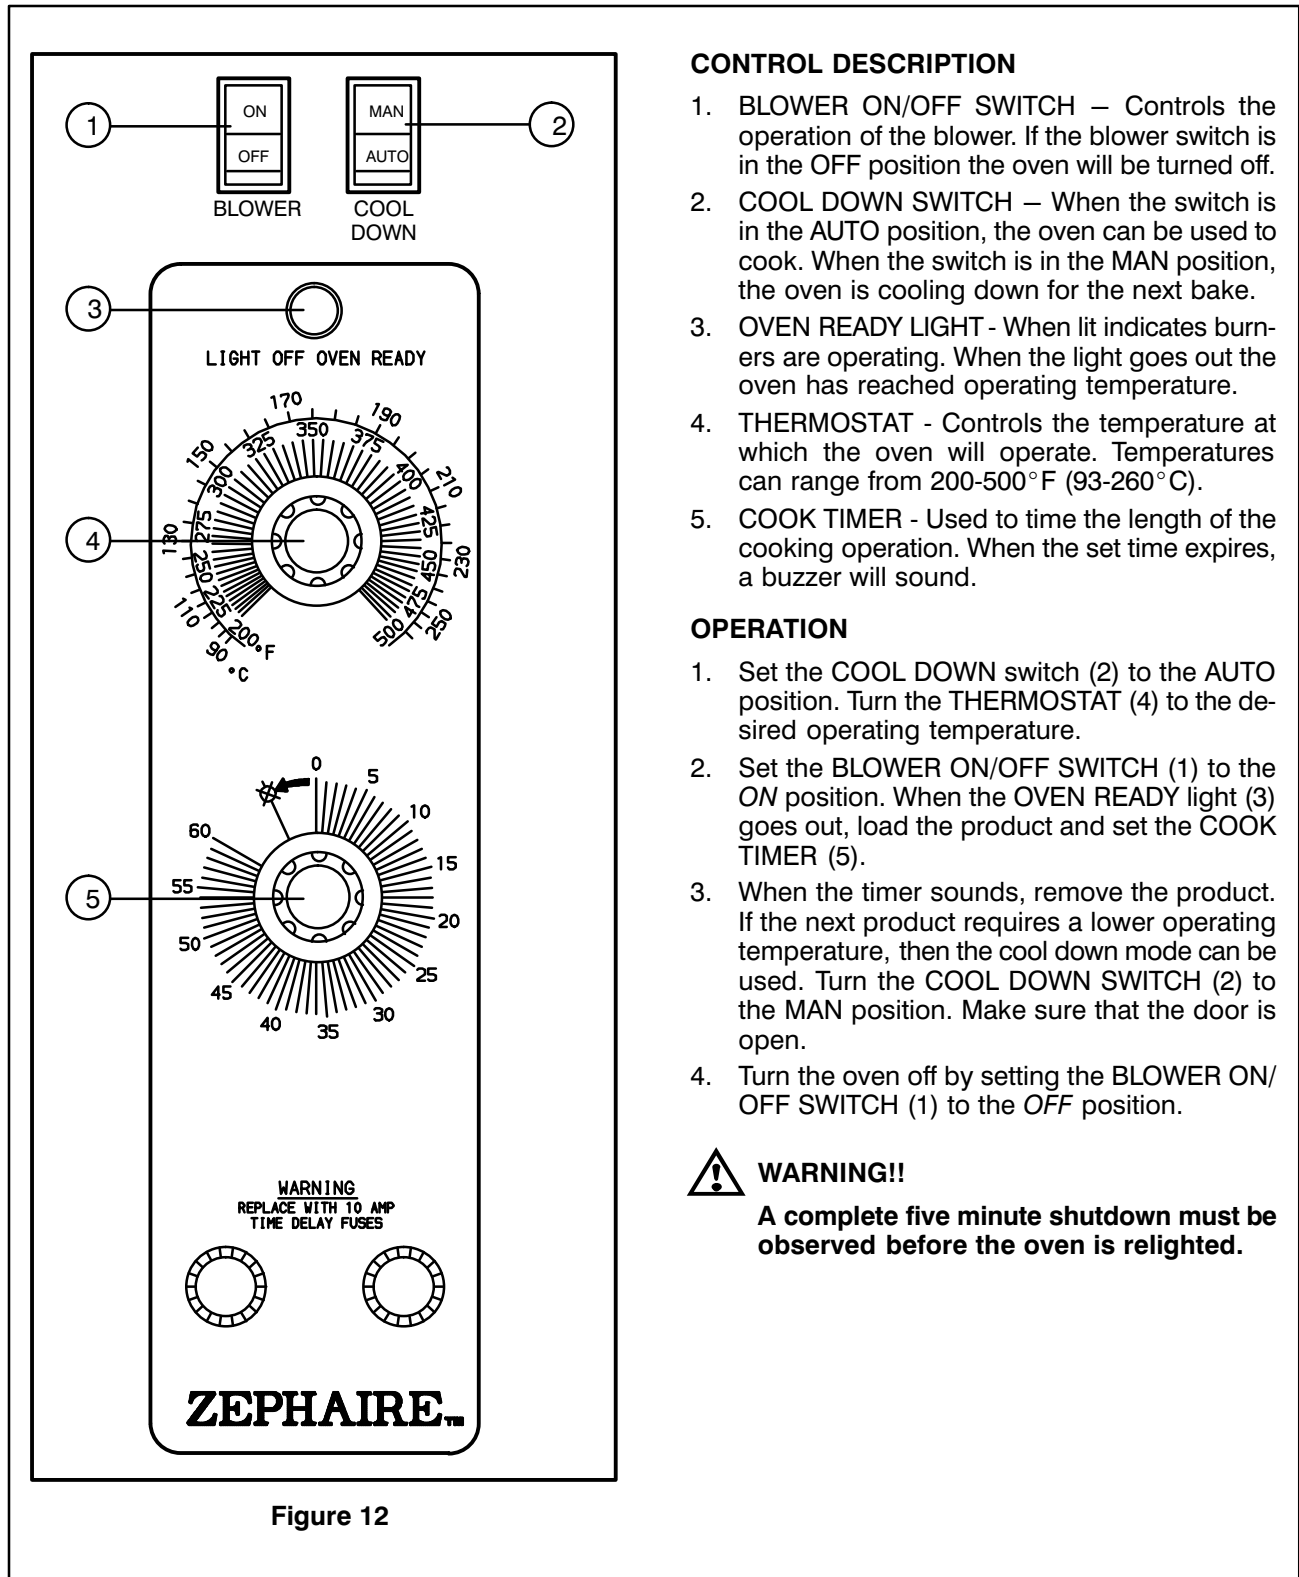 1
ON
OFF
BLOWER
MAN
AUTO
COOL
DOWN
2
3
LIGHT OFF OVEN READY
4
90 110 130 150 170 190 210 230 250
°C
200 225 250 275 300 325 350 375 400 425 450 475 500
°F
5
0 5 10 15 20 25 30 35 40 45 50 55 60
WARNING
REPLACE WITH 10 AMP
TIME DELAY FUSES
ZEPHAIRE™
Figure 12
CONTROL DESCRIPTION
1. BLOWER ON/OFF SWITCH – Controls the
operation of the blower. If the blower switch is
in the OFF position the oven will be turned off.
2. COOL DOWN SWITCH – When the switch is
in the AUTO position, the oven can be used to
cook. When the switch is in the MAN position,
the oven is cooling down for the next bake.
3. OVEN READY LIGHT - When lit indicates burn-
ers are operating. When the light goes out the
oven has reached operating temperature.
4. THERMOSTAT - Controls the temperature at
which the oven will operate. Temperatures
can range from 200-500°F (93-260°C).
5. COOK TIMER - Used to time the length of the
cooking operation. When the set time expires,
a buzzer will sound.
OPERATION
1. Set the COOL DOWN switch (2) to the AUTO
position. Turn the THERMOSTAT (4) to the de-
sired operating temperature.
2. Set the BLOWER ON/OFF SWITCH (1) to the
ON position. When the OVEN READY light (3)
goes out, load the product and set the COOK
TIMER (5).
3. When the timer sounds, remove the product.
If the next product requires a lower operating
temperature, then the cool down mode can be
used. Turn the COOL DOWN SWITCH (2) to
the MAN position. Make sure that the door is
open.
4. Turn the oven off by setting the BLOWER ON/
OFF SWITCH (1) to the OFF position.
WARNING!!
A complete five minute shutdown must be
observed before the oven is relighted.